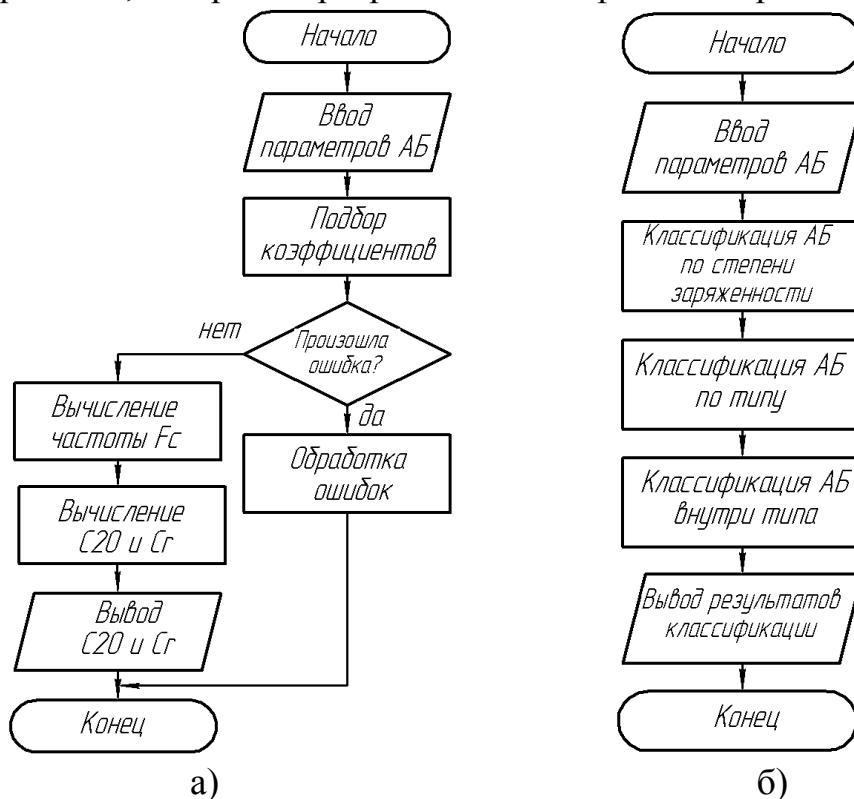 Начало
Ввод
параметров АБ
Подбор
коэффициентов
Произошла
ошибка?
нет
да
Вычисление
частоты Fc
Обработка
ошибок
Вычисление
C20 и Cг
Вывод
C20 и Cг
Конец
а)
Начало
Ввод
параметров АБ
Классификация АБ
по степени
заряженности
Классификация АБ
по типу
Классификация АБ
внутри типа
Вывод результатов
классификации
Конец
б)